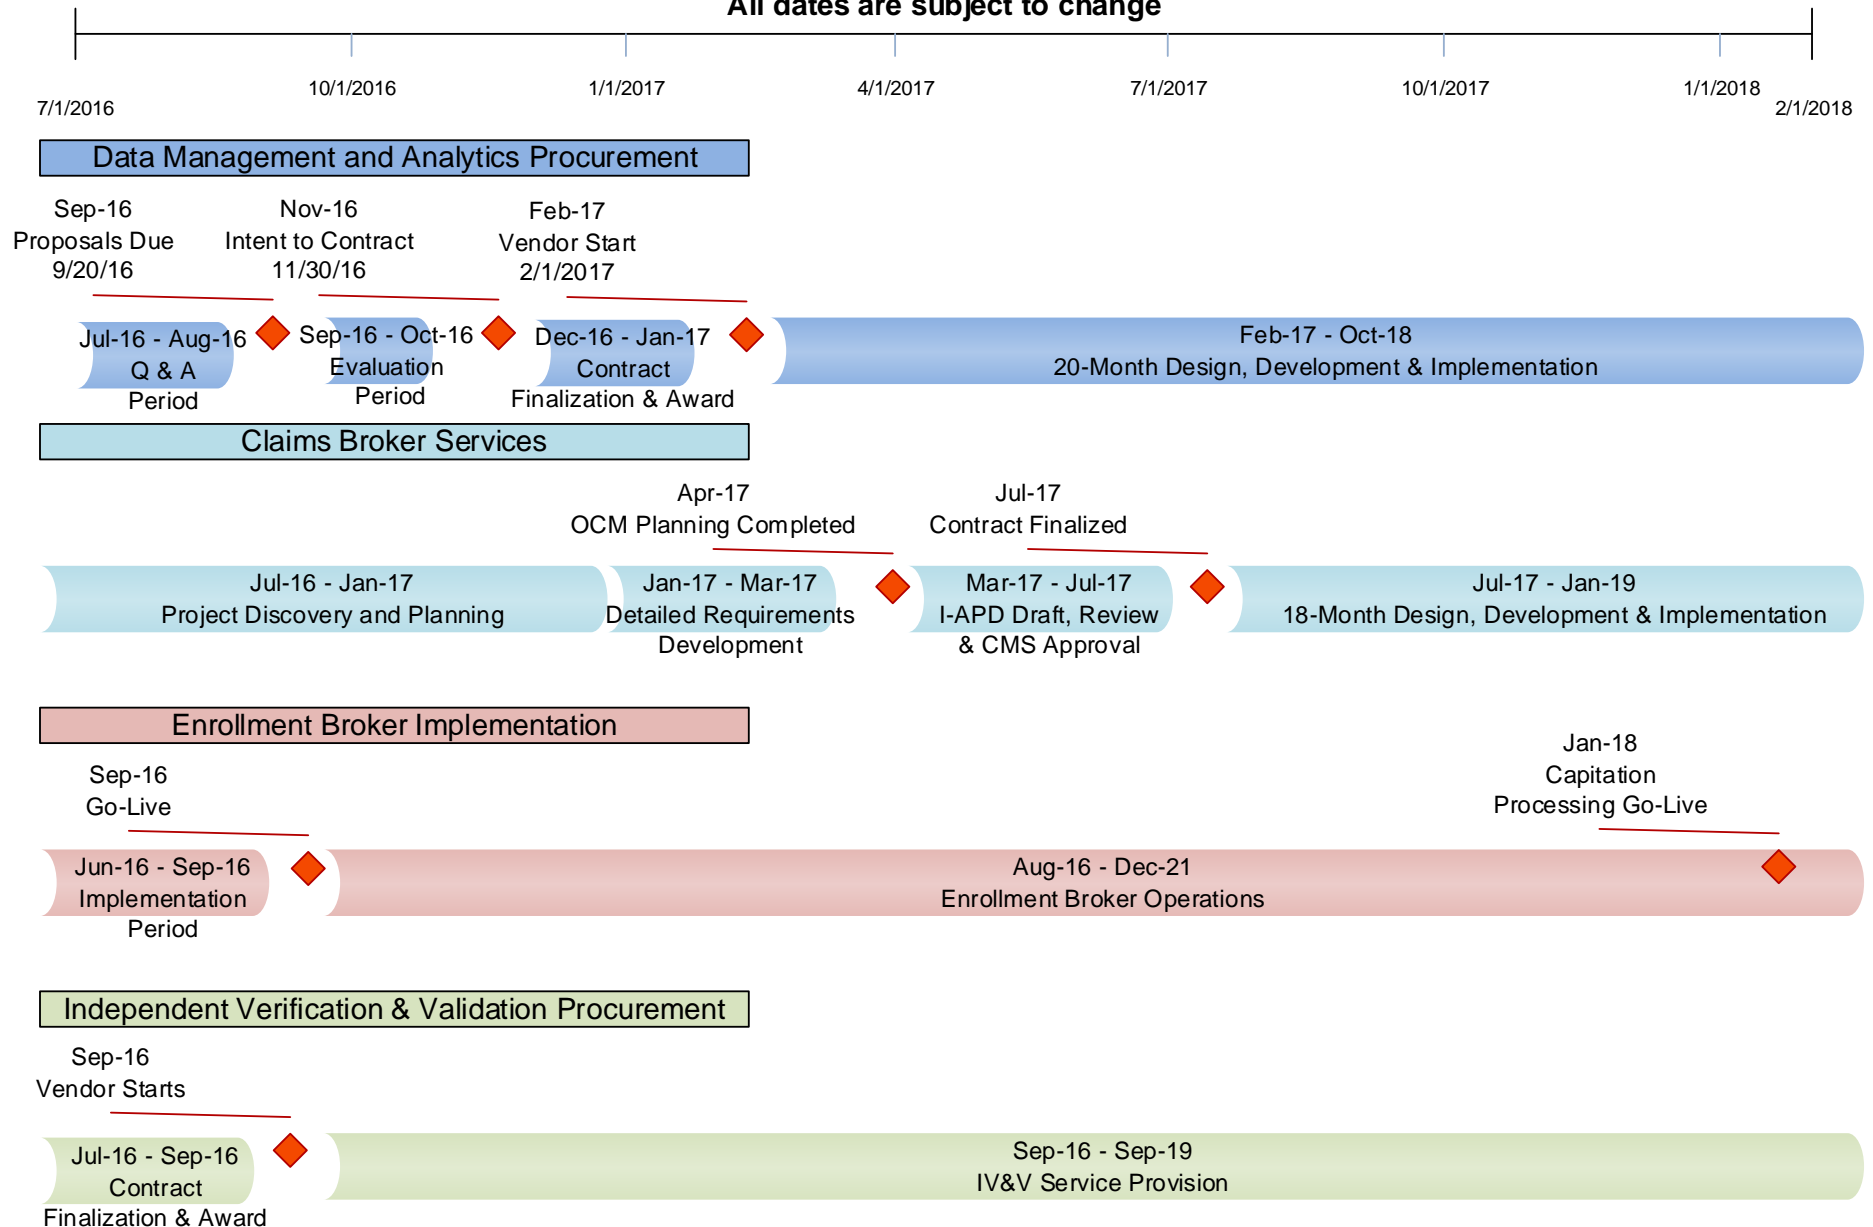 All dates are subject to change
7/1/2016
10/1/2016
1/1/2017
4/1/2017
7/1/2017
10/1/2017
1/1/2018
2/1/2018
Data Management and Analytics Procurement
Sep-16
Proposals Due
9/20/16
Nov-16
Intent to Contract
11/30/16
Feb-17
Vendor Start
2/1/2017
Jul-16 - Aug-16
Q & A
Period
Sep-16 - Oct-16
Evaluation
Period
Dec-16 - Jan-17
Contract
Finalization & Award
Feb-17 - Oct-18
20-Month Design, Development & Implementation
Claims Broker Services
Apr-17
OCM Planning Completed
Jul-17
Contract Finalized
Jul-16 - Jan-17
Project Discovery and Planning
Jan-17 - Mar-17
Detailed Requirements
Development
Mar-17 - Jul-17
I-APD Draft, Review
& CMS Approval
Jul-17 - Jan-19
18-Month Design, Development & Implementation
Enrollment Broker Implementation
Sep-16
Go-Live
Jan-18
Capitation
Processing Go-Live
Jun-16 - Sep-16
Implementation
Period
Aug-16 - Dec-21
Enrollment Broker Operations
Independent Verification & Validation Procurement
Sep-16
Vendor Starts
Jul-16 - Sep-16
Contract
Finalization & Award
Sep-16 - Sep-19
IV&V Service Provision